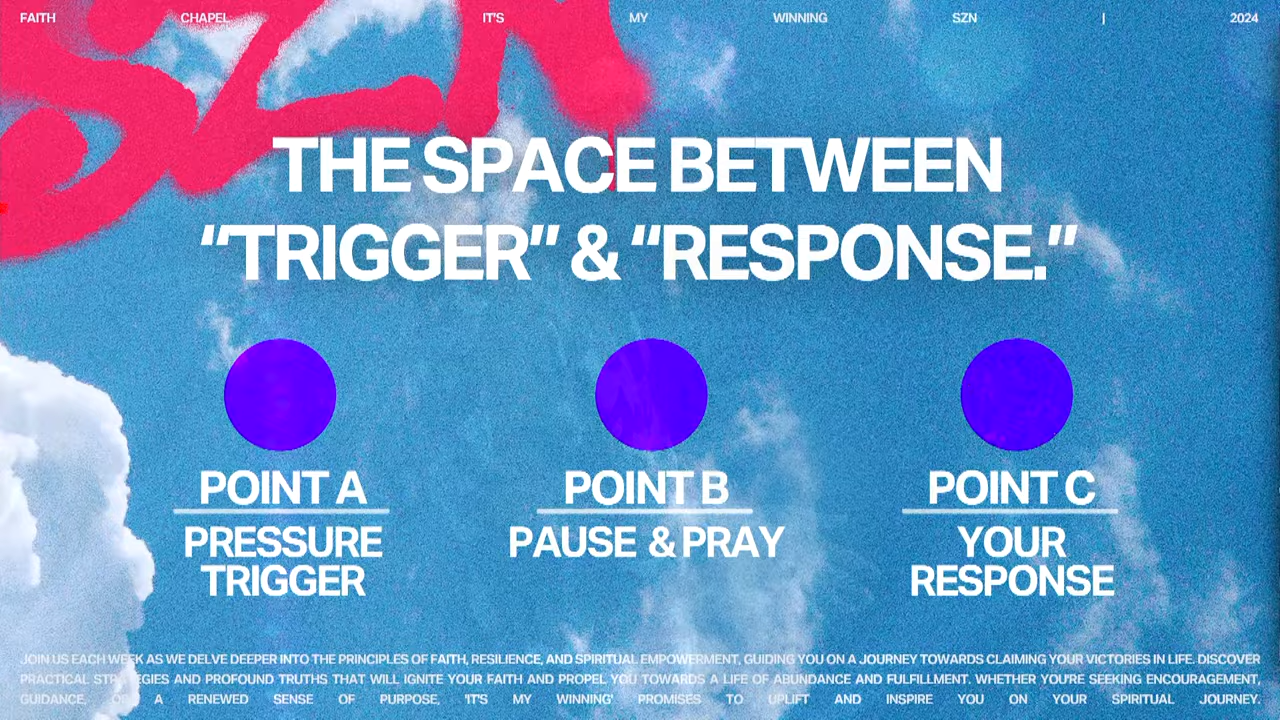 FAITH CHAPEL | IT'S MY WINNING SZN | 2024
SZN
THE SPACE BETWEEN
“TRIGGER” & “RESPONSE.”
POINT A
PRESSURE
TRIGGER
POINT B
PAUSE & PRAY
POINT C
YOUR
RESPONSE
JOIN US EACH WEEK AS WE DELVE DEEPER INTO THE PRINCIPLES OF FAITH, RESILIENCE, AND SPIRITUAL EMPOWERMENT, GUIDING YOU ON A JOURNEY TOWARDS CLAIMING YOUR VICTORIES IN LIFE. DISCOVER
PRACTICAL STRATEGIES AND PROFOUND TRUTHS THAT WILL IGNITE YOUR FAITH AND PROPEL YOU TOWARDS A LIFE OF ABUNDANCE AND FULFILLMENT. WHETHER YOU'RE SEEKING ENCOURAGEMENT,
GUIDANCE, OR A RENEWED SENSE OF PURPOSE, 'IT'S MY WINNING' PROMISES TO UPLIFT AND INSPIRE YOU ON YOUR SPIRITUAL JOURNEY.